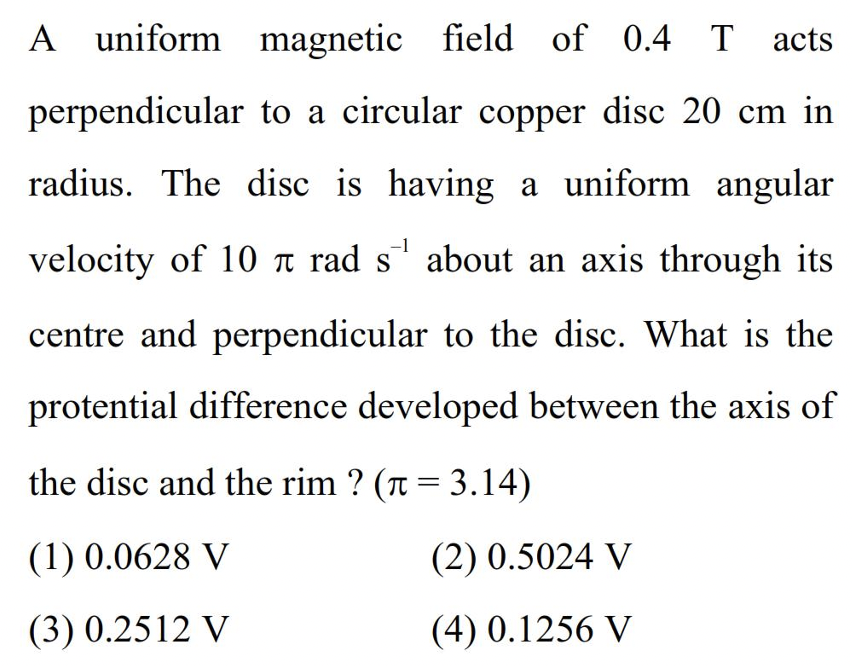 A uniform magnetic field of 0.4 T acts
perpendicular to a circular copper disc 20 cm in
radius. The disc is having a uniform angular
velocity of 10 π rad s⁻¹ about an axis through its
centre and perpendicular to the disc. What is the
protential difference developed between the axis of
the disc and the rim ? (π = 3.14)
(1) 0.0628 V (2) 0.5024 V
(3) 0.2512 V (4) 0.1256 V